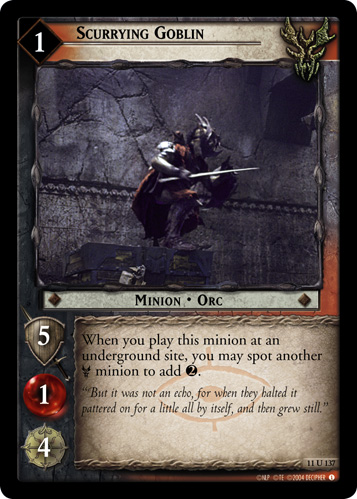 1
SCURRYING GOBLIN
MINION • ORC
5
When you play this minion at an
underground site, you may spot another
minion to add 2.
1
"'But it was not an echo, for when they halted it
pattered on for a little all by itself, and then grew still.'"
4
11 U 137
©NLP ©TE ©2004 DECIPHER